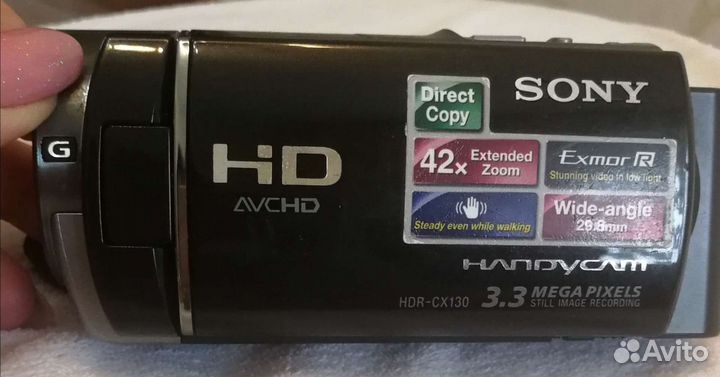 G
HD
AVCHD
SONY
Direct
Copy
42x Extended
Zoom
Exmor R
Stunning video in low light
Steady even while walking
Wide-angle
29.8mm
HANDYCAM
HDR-CX130
3.3 MEGA PIXELS
STILL IMAGE RECORDING
Avito